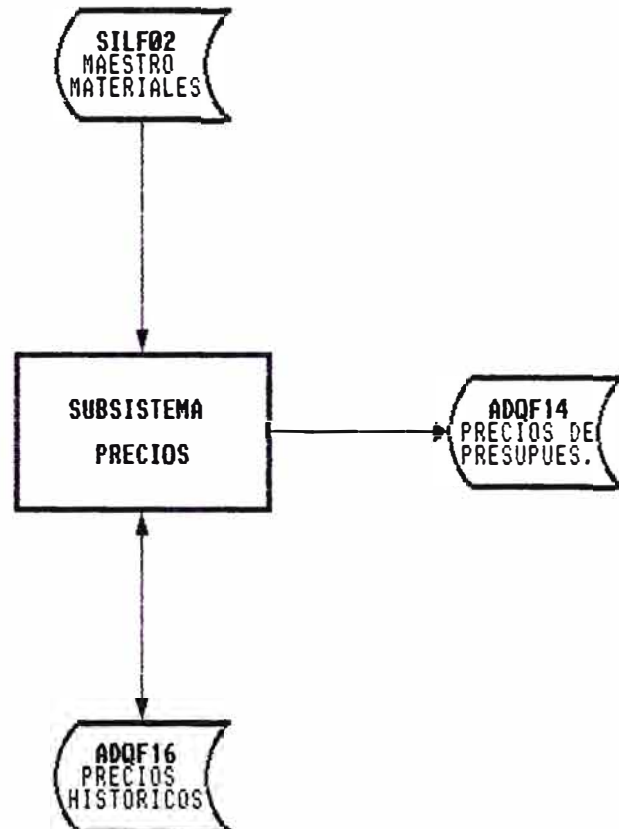 SILF02
MAESTRO
MATERIALES
SUBSISTEMA
PRECIOS
ADQF14
PRECIOS DE
PRESUPUES.
ADQF16
PRECIOS
HISTORICOS